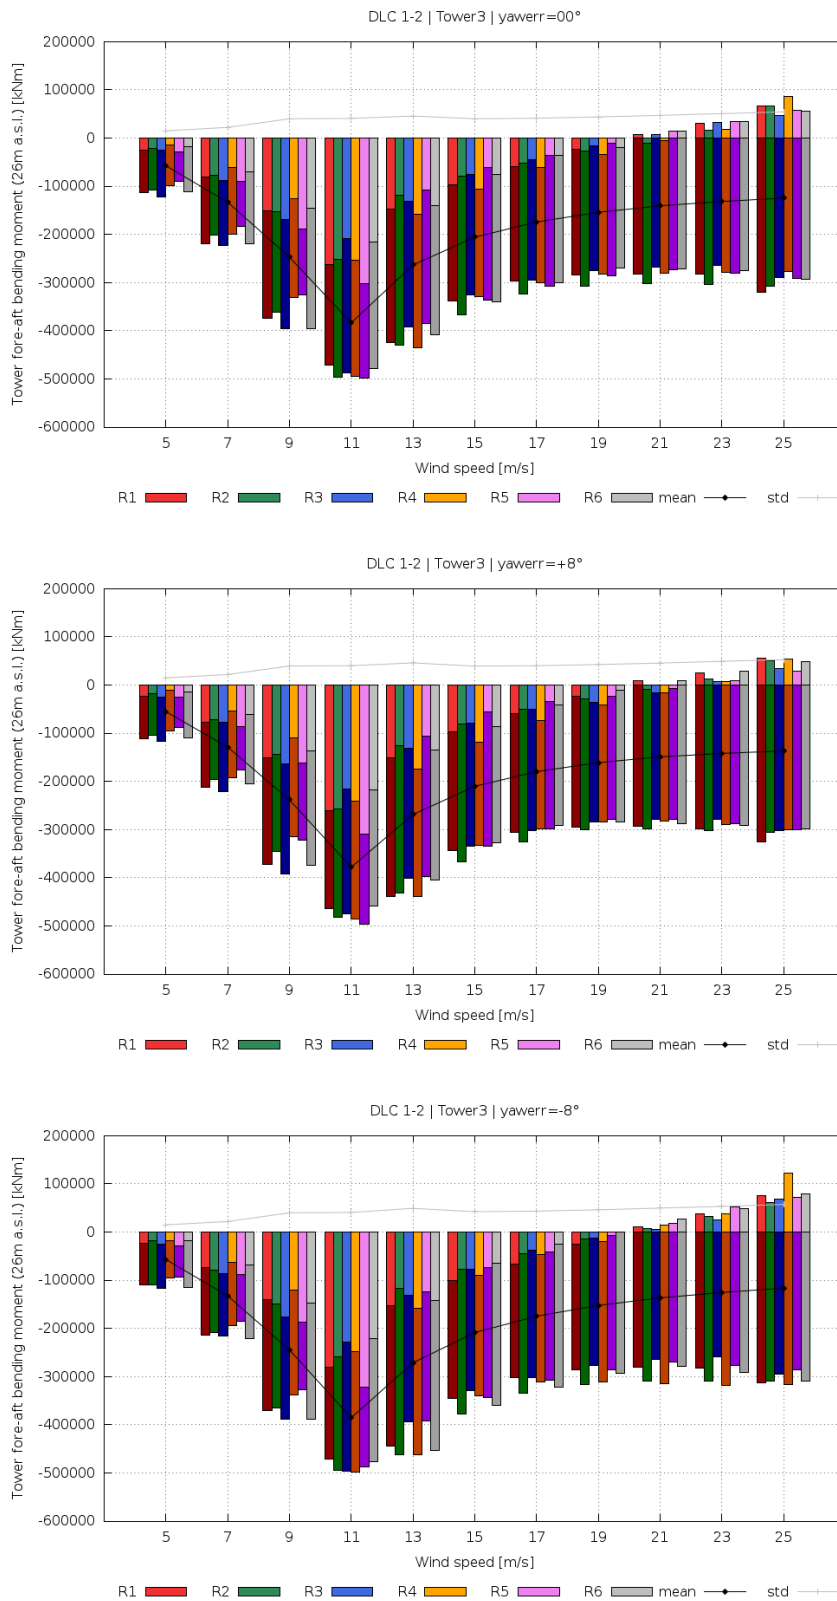 DLC 1-2 | Tower3 | yawerr=00°
Tower fore-aft bending moment (26m a.s.l.) [kNm]
200000
100000
0
-100000
-200000
-300000
-400000
-500000
-600000
5 7 9 11 13 15 17 19 21 23 25
Wind speed [m/s]
R1 R2 R3 R4 R5 R6 mean std
DLC 1-2 | Tower3 | yawerr=+8°
Tower fore-aft bending moment (26m a.s.l.) [kNm]
200000
100000
0
-100000
-200000
-300000
-400000
-500000
-600000
5 7 9 11 13 15 17 19 21 23 25
Wind speed [m/s]
R1 R2 R3 R4 R5 R6 mean std
DLC 1-2 | Tower3 | yawerr=-8°
Tower fore-aft bending moment (26m a.s.l.) [kNm]
200000
100000
0
-100000
-200000
-300000
-400000
-500000
-600000
5 7 9 11 13 15 17 19 21 23 25
Wind speed [m/s]
R1 R2 R3 R4 R5 R6 mean std